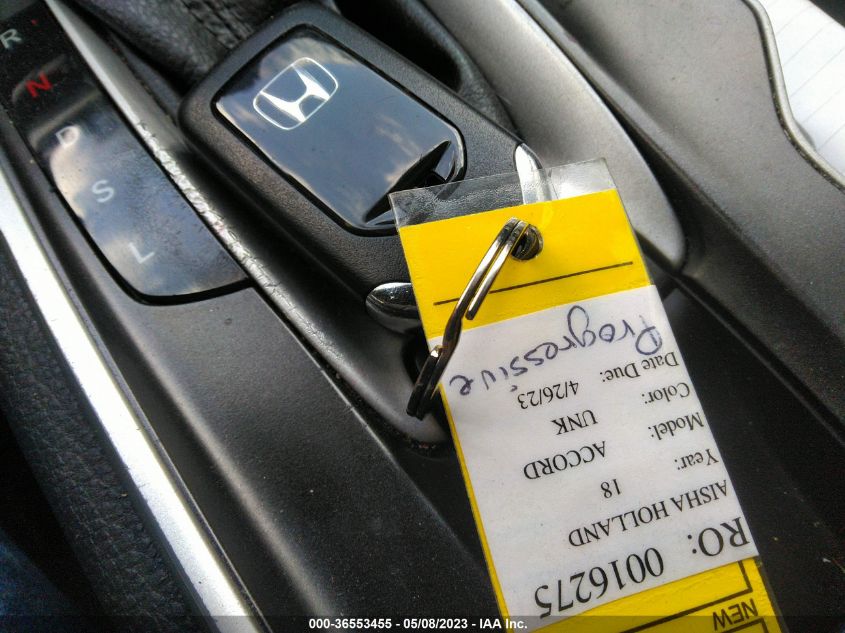 R
N
D
S
L
RO: 0016275
AISHA HOLLAND
Year: 18
Model: ACCORD
Color: UNK
Date Due: 4/26/23
Progressive
NEW
000-36553455 - 05/08/2023 - IAA Inc.